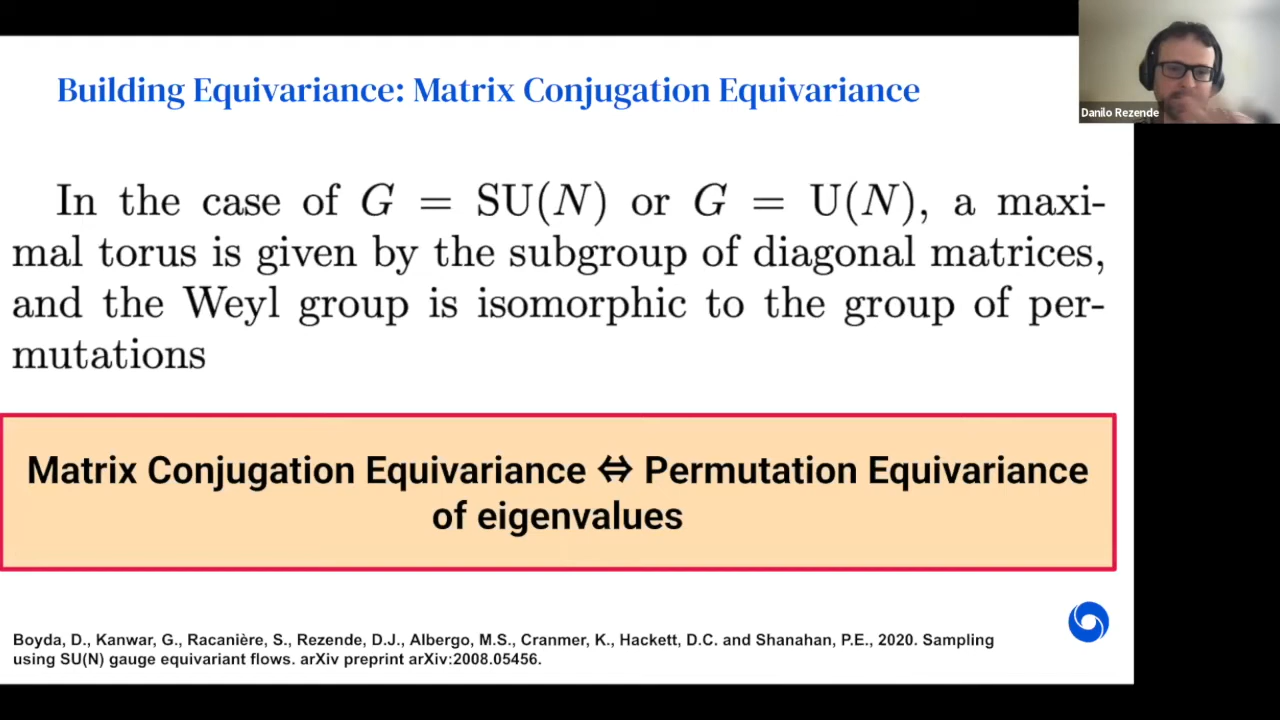 Building Equivariance: Matrix Conjugation Equivariance
Danilo Rezende
In the case of G = SU(N) or G = U(N), a maxi-
mal torus is given by the subgroup of diagonal matrices,
and the Weyl group is isomorphic to the group of per-
mutations
Matrix Conjugation Equivariance ⇔ Permutation Equivariance
of eigenvalues
Boyda, D., Kanwar, G., Racanière, S., Rezende, D.J., Albergo, M.S., Cranmer, K., Hackett, D.C. and Shanahan, P.E., 2020. Sampling
using SU(N) gauge equivariant flows. arXiv preprint arXiv:2008.05456.